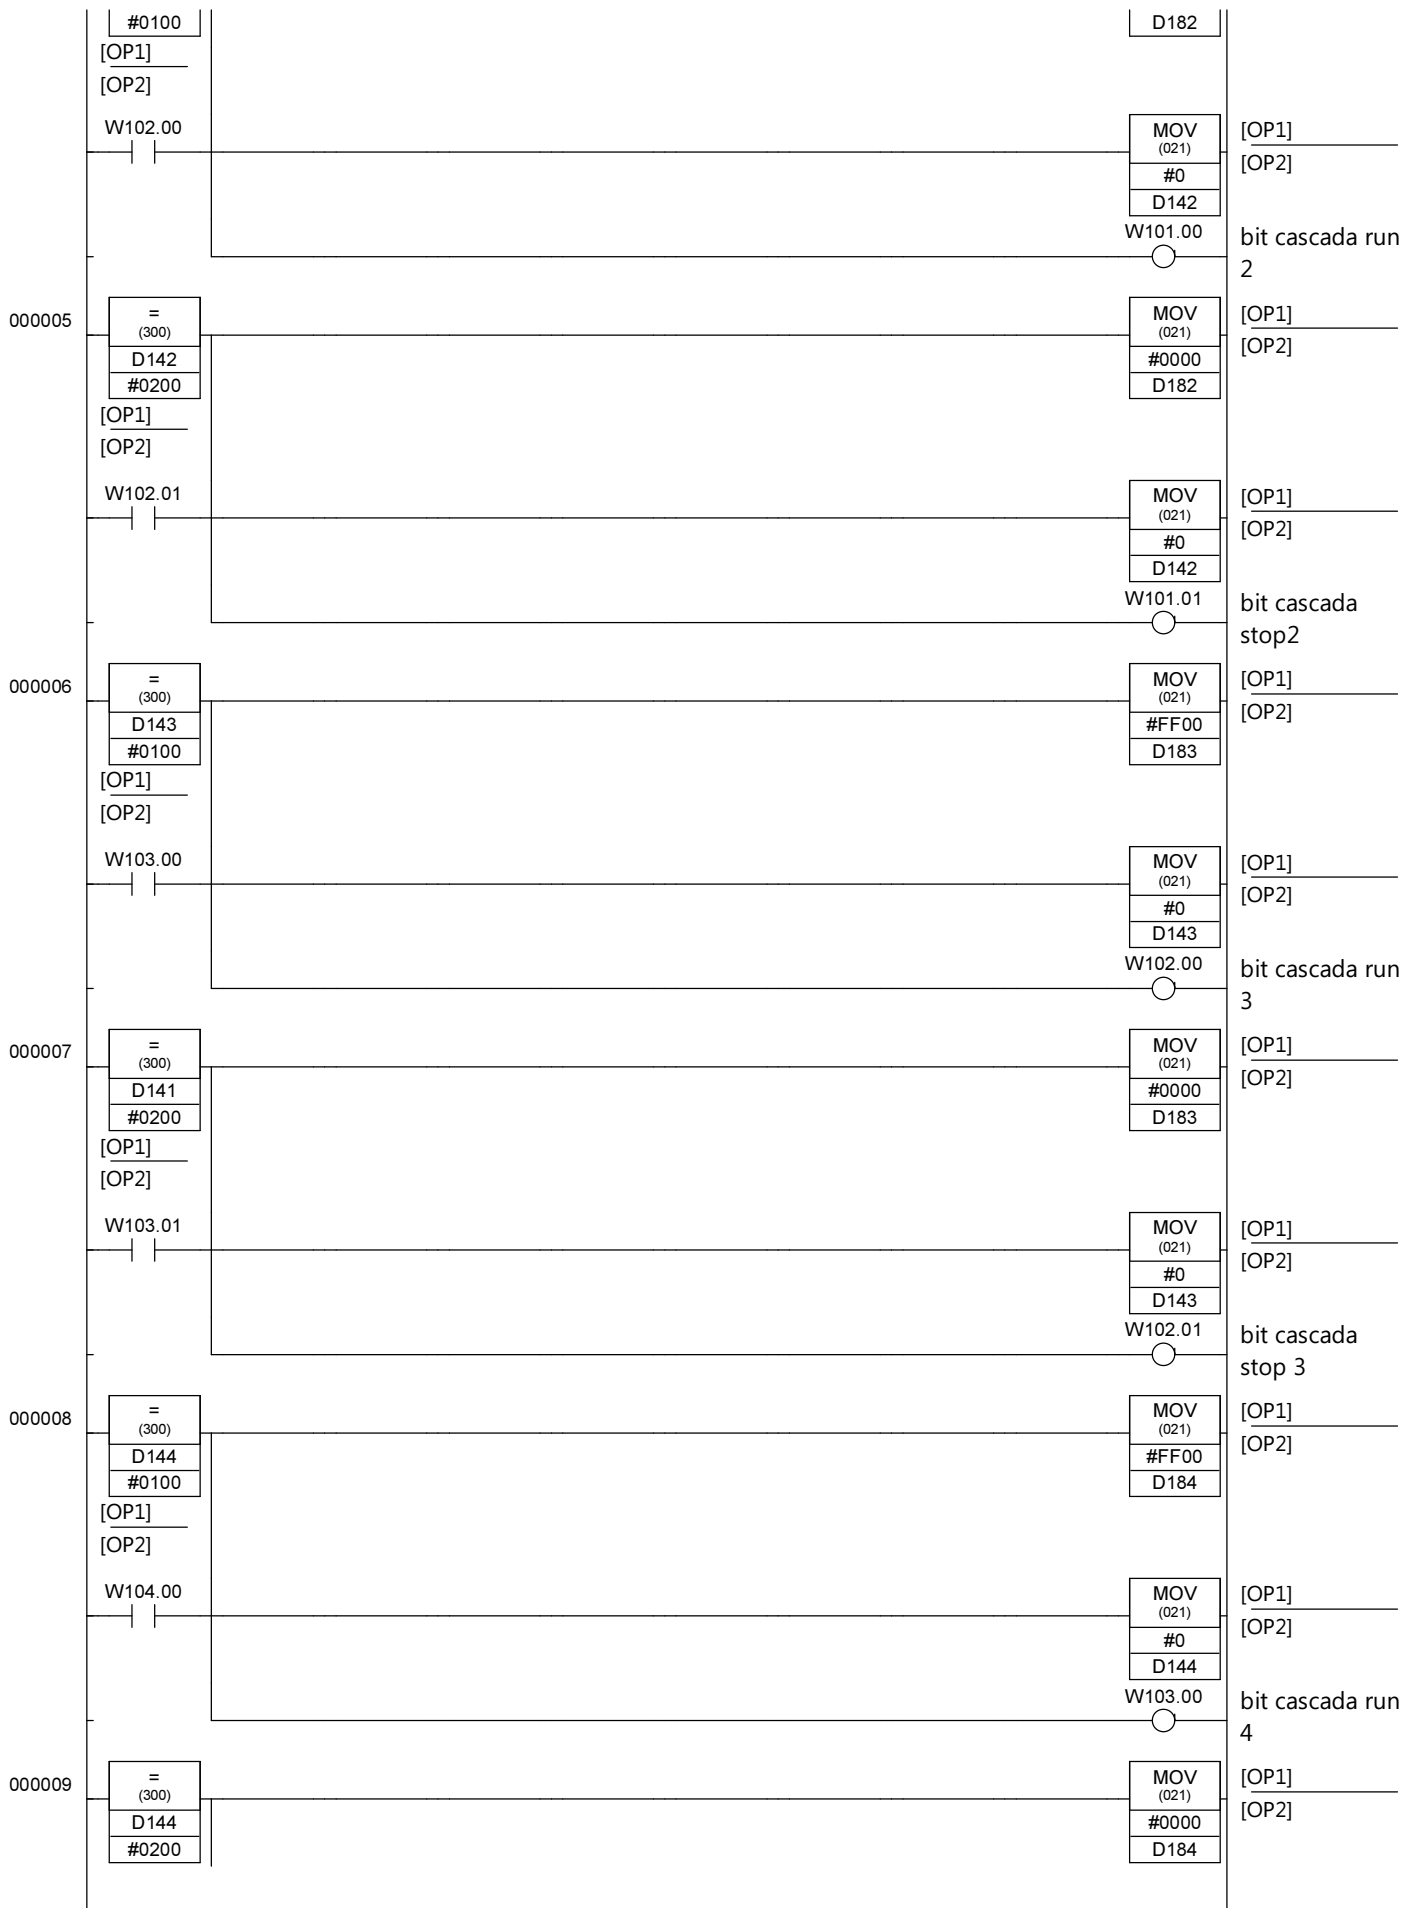 #0100
D182
[OP1]
[OP2]
W102.00
MOV
(021)
#0
D142
[OP1]
[OP2]
W101.00
bit cascada run
2
000005
=
(300)
D142
#0200
[OP1]
[OP2]
MOV
(021)
#0000
D182
[OP1]
[OP2]
W102.01
MOV
(021)
#0
D142
[OP1]
[OP2]
W101.01
bit cascada
stop2
000006
=
(300)
D143
#0100
[OP1]
[OP2]
MOV
(021)
#FF00
D183
[OP1]
[OP2]
W103.00
MOV
(021)
#0
D143
[OP1]
[OP2]
W102.00
bit cascada run
3
000007
=
(300)
D141
#0200
[OP1]
[OP2]
MOV
(021)
#0000
D183
[OP1]
[OP2]
W103.01
MOV
(021)
#0
D143
[OP1]
[OP2]
W102.01
bit cascada
stop 3
000008
=
(300)
D144
#0100
[OP1]
[OP2]
MOV
(021)
#FF00
D184
[OP1]
[OP2]
W104.00
MOV
(021)
#0
D144
[OP1]
[OP2]
W103.00
bit cascada run
4
000009
=
(300)
D144
#0200
MOV
(021)
#0000
D184
[OP1]
[OP2]